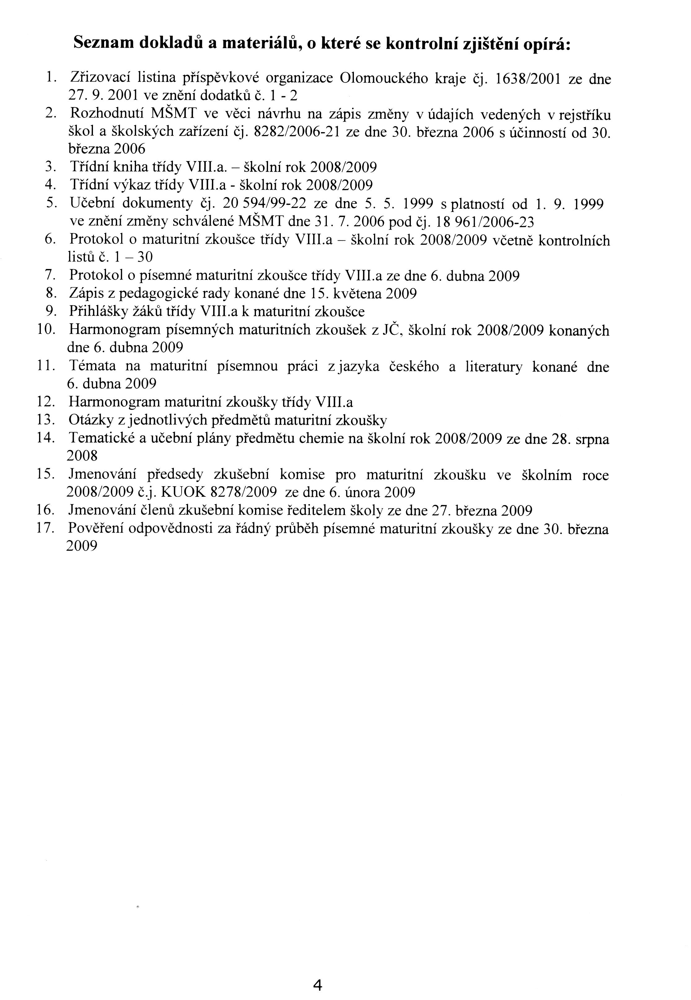 Seznam dokladů a materiálů, o které se kontrolní zjištění opírá:
1. Zřizovací listina příspěvkové organizace Olomouckého kraje čj. 1638/2001 ze dne
27. 9. 2001 ve znění dodatků č. 1 - 2
2. Rozhodnutí MŠMT ve věci návrhu na zápis změny v údajích vedených v rejstříku
škol a školských zařízení čj. 8282/2006-21 ze dne 30. března 2006 s účinností od 30.
března 2006
3. Třídní kniha třídy VIII.a. – školní rok 2008/2009
4. Třídní výkaz třídy VIII.a - školní rok 2008/2009
5. Učební dokumenty čj. 20 594/99-22 ze dne 5. 5. 1999 s platností od 1. 9. 1999
ve znění změny schválené MŠMT dne 31. 7. 2006 pod čj. 18 961/2006-23
6. Protokol o maturitní zkoušce třídy VIII.a – školní rok 2008/2009 včetně kontrolních
listů č. 1 – 30
7. Protokol o písemné maturitní zkoušce třídy VIII.a ze dne 6. dubna 2009
8. Zápis z pedagogické rady konané dne 15. května 2009
9. Přihlášky žáků třídy VIII.a k maturitní zkoušce
10. Harmonogram písemných maturitních zkoušek z JČ, školní rok 2008/2009 konaných
dne 6. dubna 2009
11. Témata na maturitní písemnou práci z jazyka českého a literatury konané dne
6. dubna 2009
12. Harmonogram maturitní zkoušky třídy VIII.a
13. Otázky z jednotlivých předmětů maturitní zkoušky
14. Tematické a učební plány předmětu chemie na školní rok 2008/2009 ze dne 28. srpna
2008
15. Jmenování předsedy zkušební komise pro maturitní zkoušku ve školním roce
2008/2009 č.j. KUOK 8278/2009 ze dne 6. února 2009
16. Jmenování členů zkušební komise ředitelem školy ze dne 27. března 2009
17. Pověření odpovědnosti za řádný průběh písemné maturitní zkoušky ze dne 30. března
2009
4